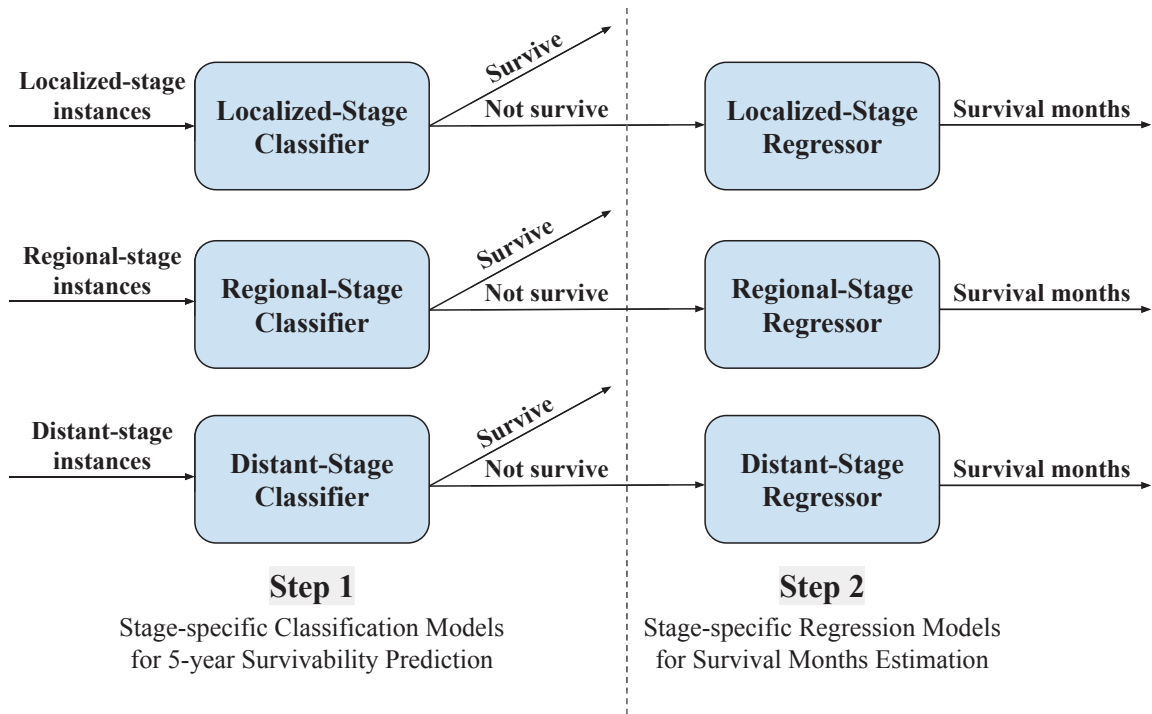 Localized-stage
instances
Localized-Stage
Classifier
Survive
Not survive
Localized-Stage
Regressor
Survival months
Regional-stage
instances
Regional-Stage
Classifier
Survive
Not survive
Regional-Stage
Regressor
Survival months
Distant-stage
instances
Distant-Stage
Classifier
Survive
Not survive
Distant-Stage
Regressor
Survival months
Step 1
Stage-specific Classification Models
for 5-year Survivability Prediction
Step 2
Stage-specific Regression Models
for Survival Months Estimation